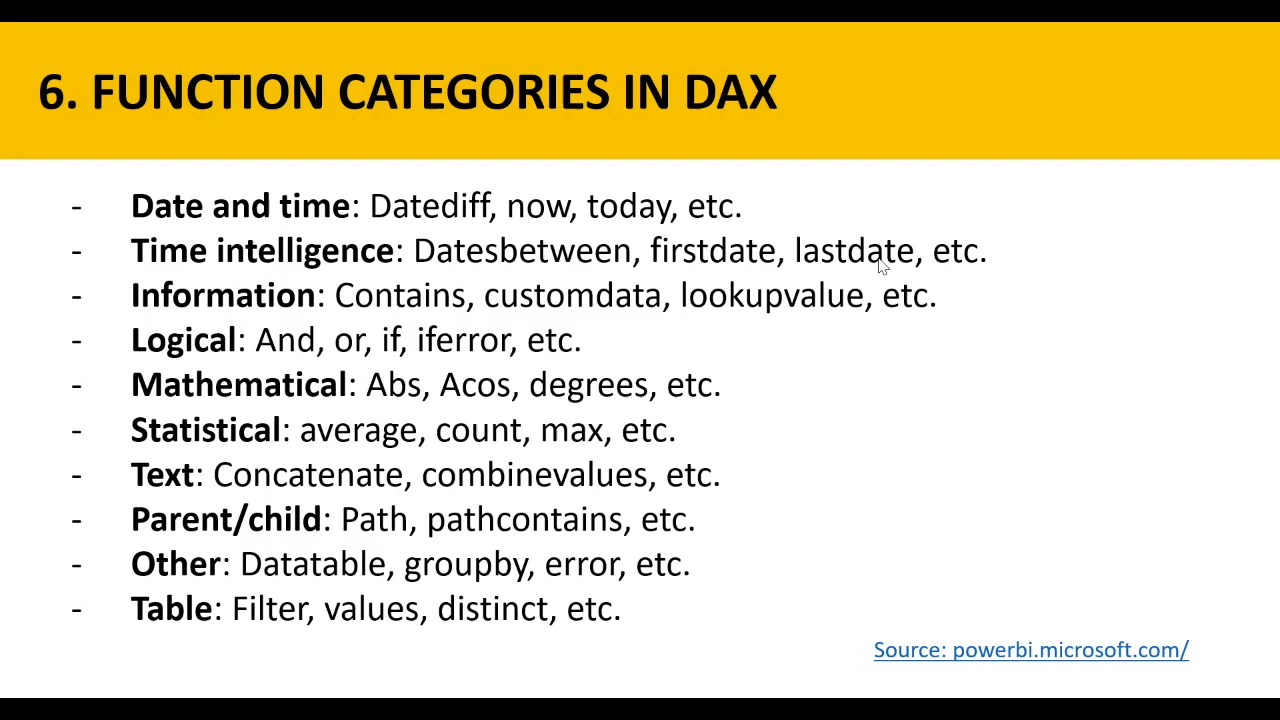 6. FUNCTION CATEGORIES IN DAX
- Date and time: Datediff, now, today, etc.
- Time intelligence: Datesbetween, firstdate, lastdate, etc.
- Information: Contains, customdata, lookupvalue, etc.
- Logical: And, or, if, iferror, etc.
- Mathematical: Abs, Acos, degrees, etc.
- Statistical: average, count, max, etc.
- Text: Concatenate, combinevalues, etc.
- Parent/child: Path, pathcontains, etc.
- Other: Datatable, groupby, error, etc.
- Table: Filter, values, distinct, etc.
Source: powerbi.microsoft.com/